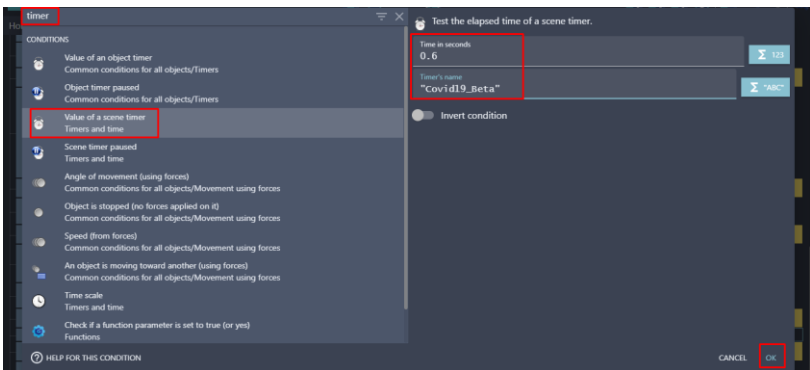 timer
Ho
CONDITIONS
Value of an object timer
Common conditions for all objects/Timers
Object timer paused
Common conditions for all objects/Timers
Value of a scene timer
Timers and time
Scene timer paused
Timers and time
Angle of movement (using forces)
Common conditions for all objects/Movement using forces
Object is stopped (no forces applied on it)
Common conditions for all objects/Movement using forces
Speed (from forces)
Common conditions for all objects/Movement using forces
An object is moving toward another (using forces)
Common conditions for all objects/Movement using forces
Time scale
Timers and time
Check if a function parameter is set to true (or yes)
Functions
HELP FOR THIS CONDITION
Test the elapsed time of a scene timer.
Time in seconds
0.6
Σ 123
Timer's name
"Covid19_Beta"
Σ "ABC"
Invert condition
CANCEL
OK